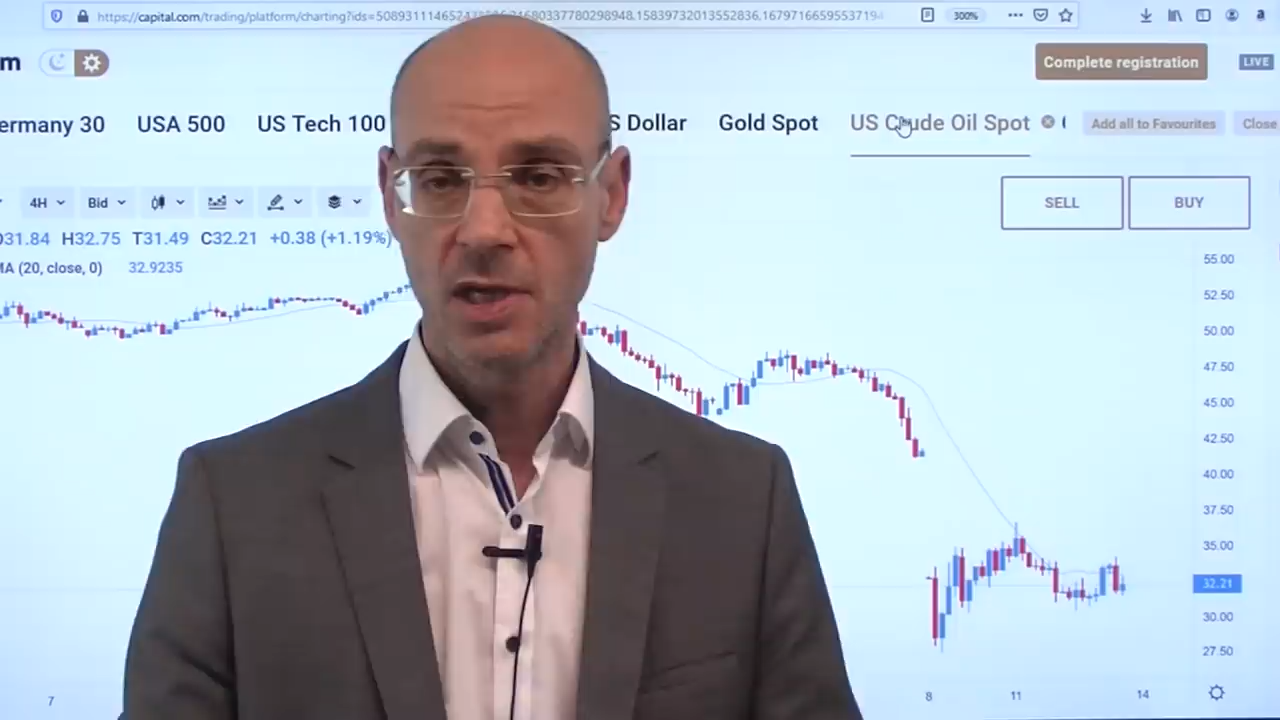 https://capital.com/trading/platform/charting?ids=
300%
m
Complete registration
LIVE
ermany 30 USA 500 US Tech 100 S Dollar Gold Spot US Crude Oil Spot Add all to Favourites Close
4H Bid SELL BUY
31.84 H32.75 T31.49 C32.21 +0.38 (+1.19%)
MA (20, close, 0) 32.9235
55.00
52.50
50.00
47.50
45.00
42.50
40.00
37.50
35.00
32.21
30.00
27.50
7 8 11 14